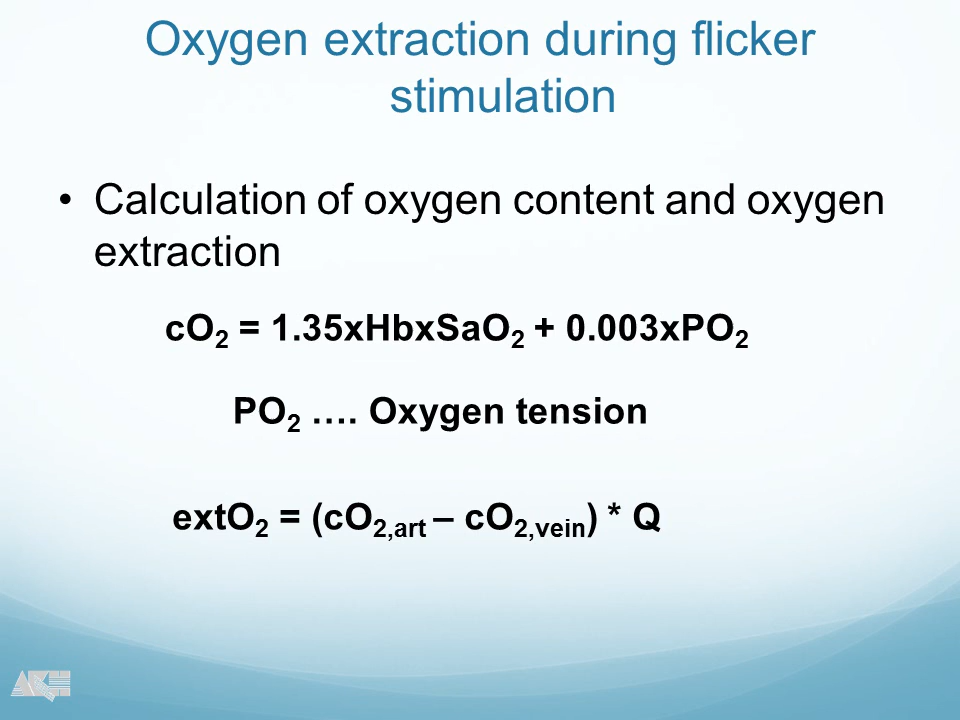 Oxygen extraction during flicker
stimulation
• Calculation of oxygen content and oxygen
extraction
cO₂ = 1.35xHbxSaO₂ + 0.003xPO₂
PO₂ …. Oxygen tension
extO₂ = (cO₂,art – cO₂,vein) * Q
AKH